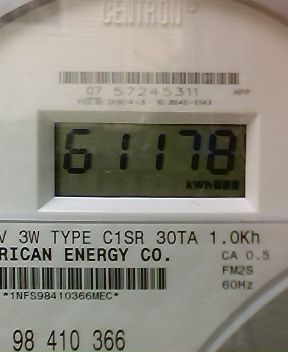 CENTRON
07 57245311
61178
kWh
V 3W TYPE C1SR 30TA 1.0Kh
RICAN ENERGY CO.
CA 0.5
FM2S
60Hz
*1NFS98410366MEC*
98 410 366